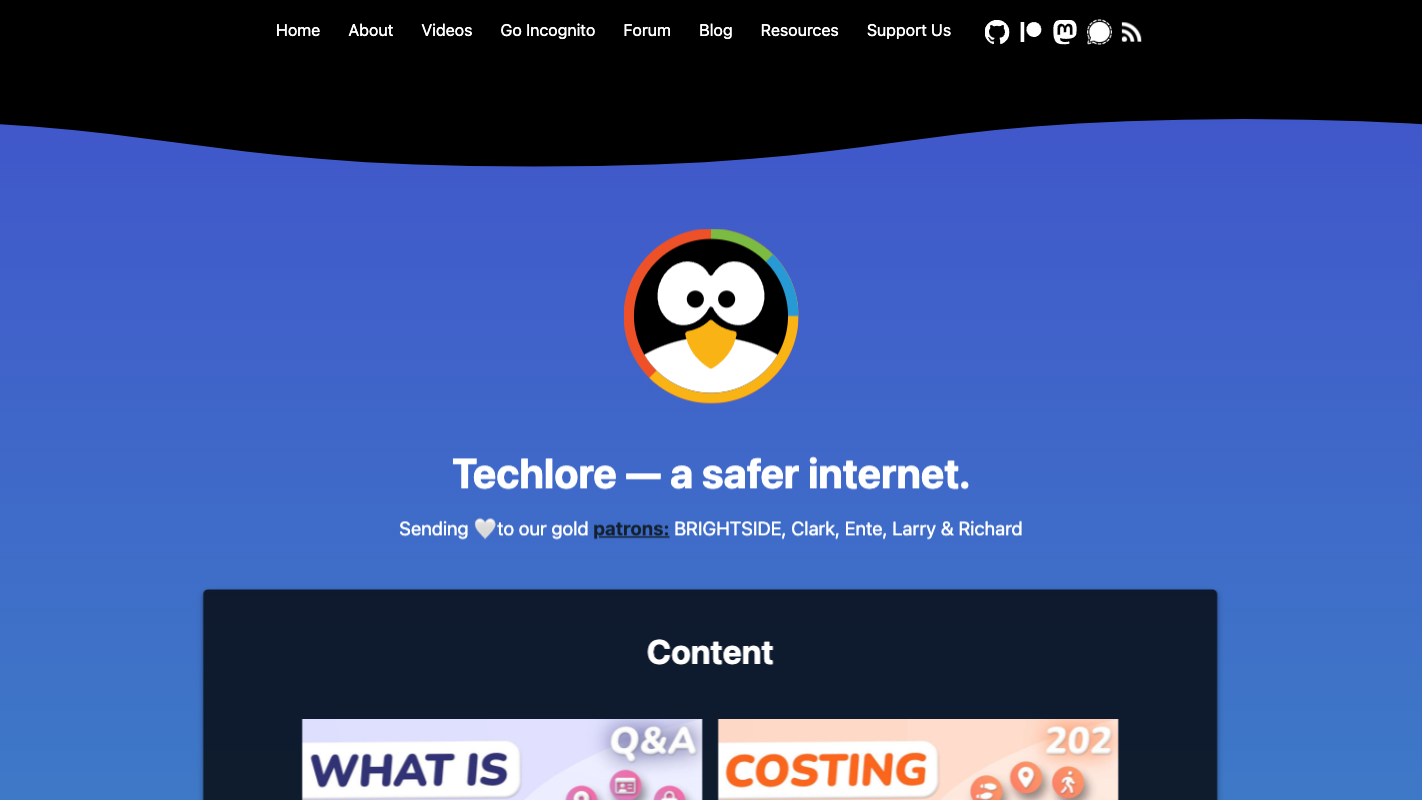 Home About Videos Go Incognito Forum Blog Resources Support Us
Techlore — a safer internet.
Sending 🤍to our gold patrons: BRIGHTSIDE, Clark, Ente, Larry & Richard
Content
Q&A
WHAT IS
202
COSTING